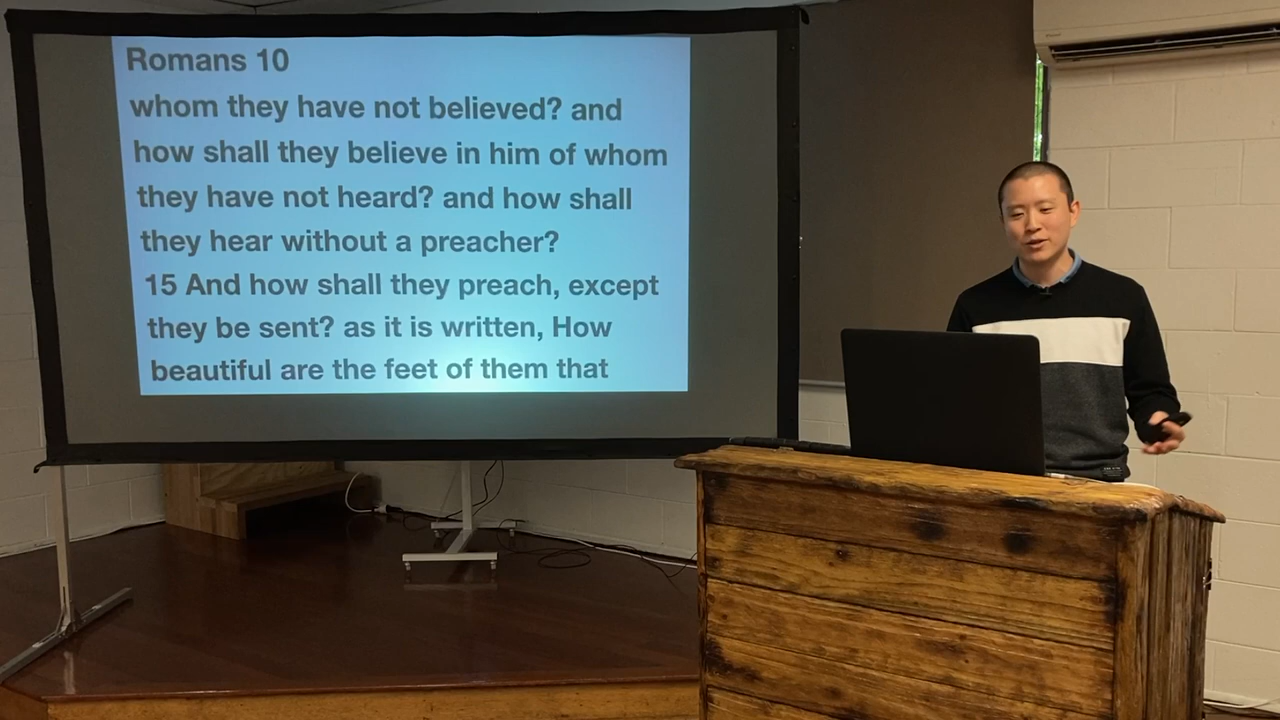 Romans 10
whom they have not believed? and
how shall they believe in him of whom
they have not heard? and how shall
they hear without a preacher?
15 And how shall they preach, except
they be sent? as it is written, How
beautiful are the feet of them that